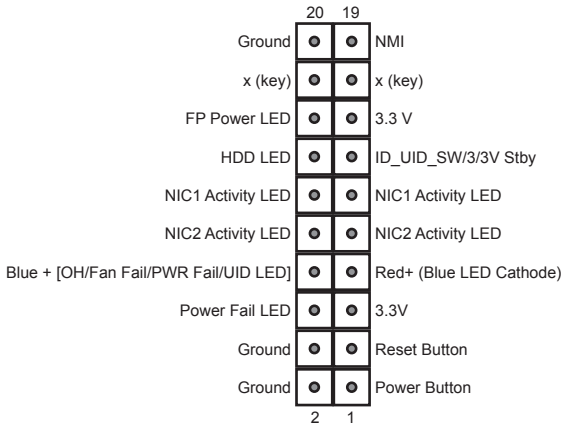 20 19
Ground NMI
x (key) x (key)
FP Power LED 3.3 V
HDD LED ID_UID_SW/3/3V Stby
NIC1 Activity LED NIC1 Activity LED
NIC2 Activity LED NIC2 Activity LED
Blue + [OH/Fan Fail/PWR Fail/UID LED] Red+ (Blue LED Cathode)
Power Fail LED 3.3V
Ground Reset Button
Ground Power Button
2 1